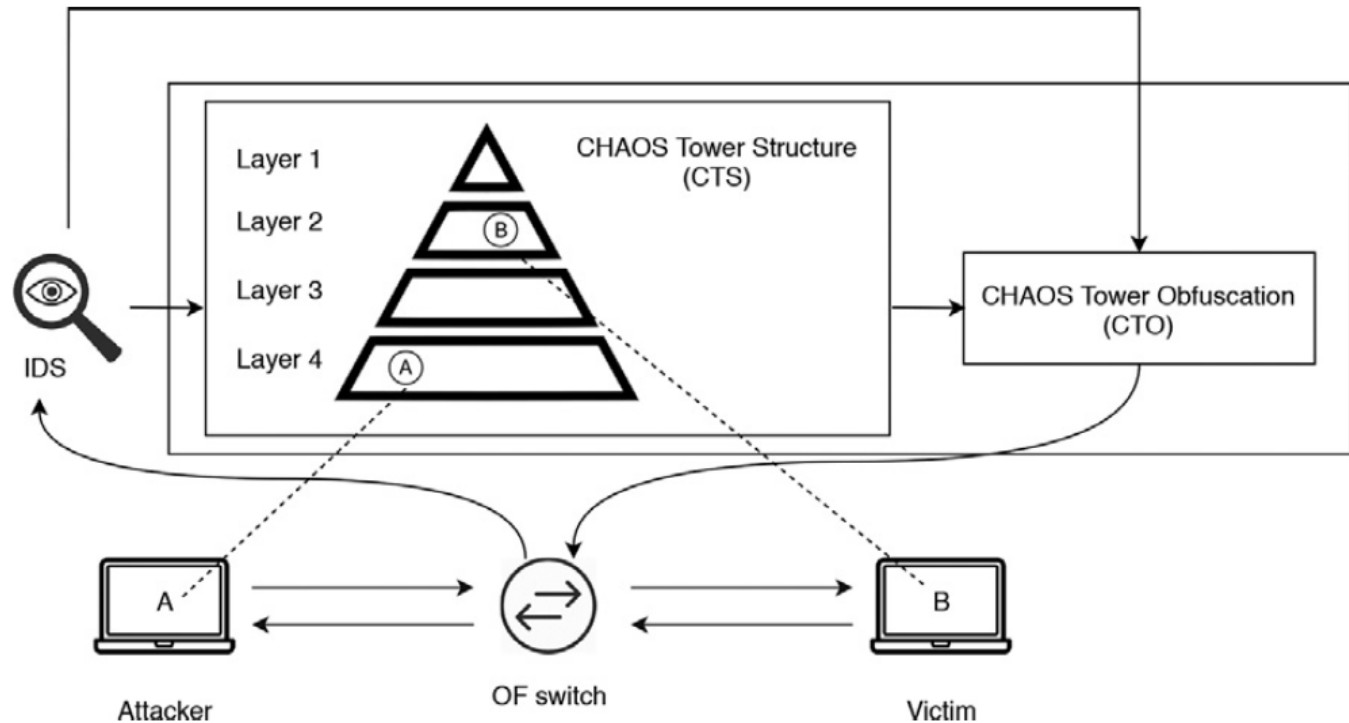 Layer 1
CHAOS Tower Structure
(CTS)
Layer 2
B
Layer 3
CHAOS Tower Obfuscation
(CTO)
IDS
Layer 4
A
A
B
Attacker
OF switch
Victim